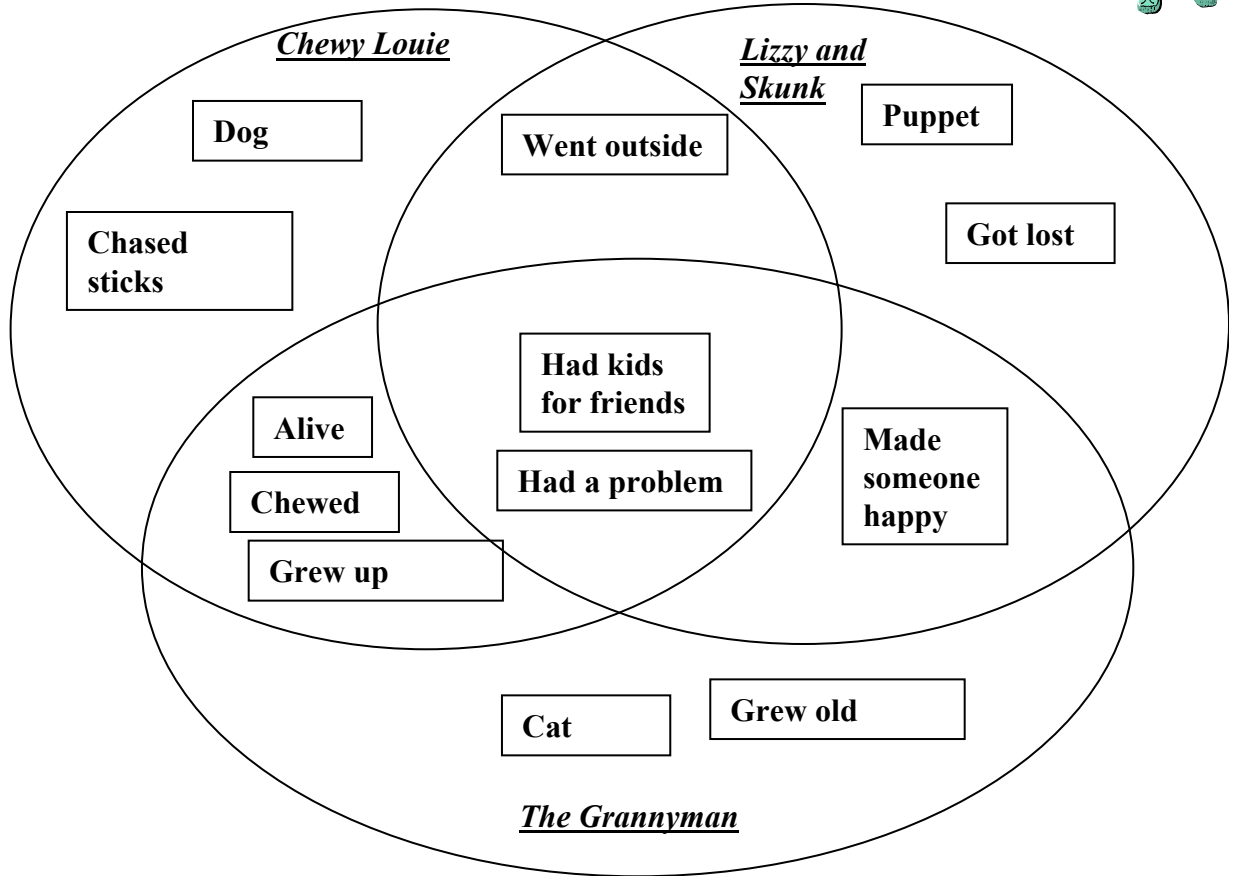 Chewy Louie
Lizzy and
Skunk
Dog
Went outside
Puppet
Chased
sticks
Got lost
Had kids
for friends
Alive
Made
someone
happy
Had a problem
Chewed
Grew up
Cat
Grew old
The Grannyman